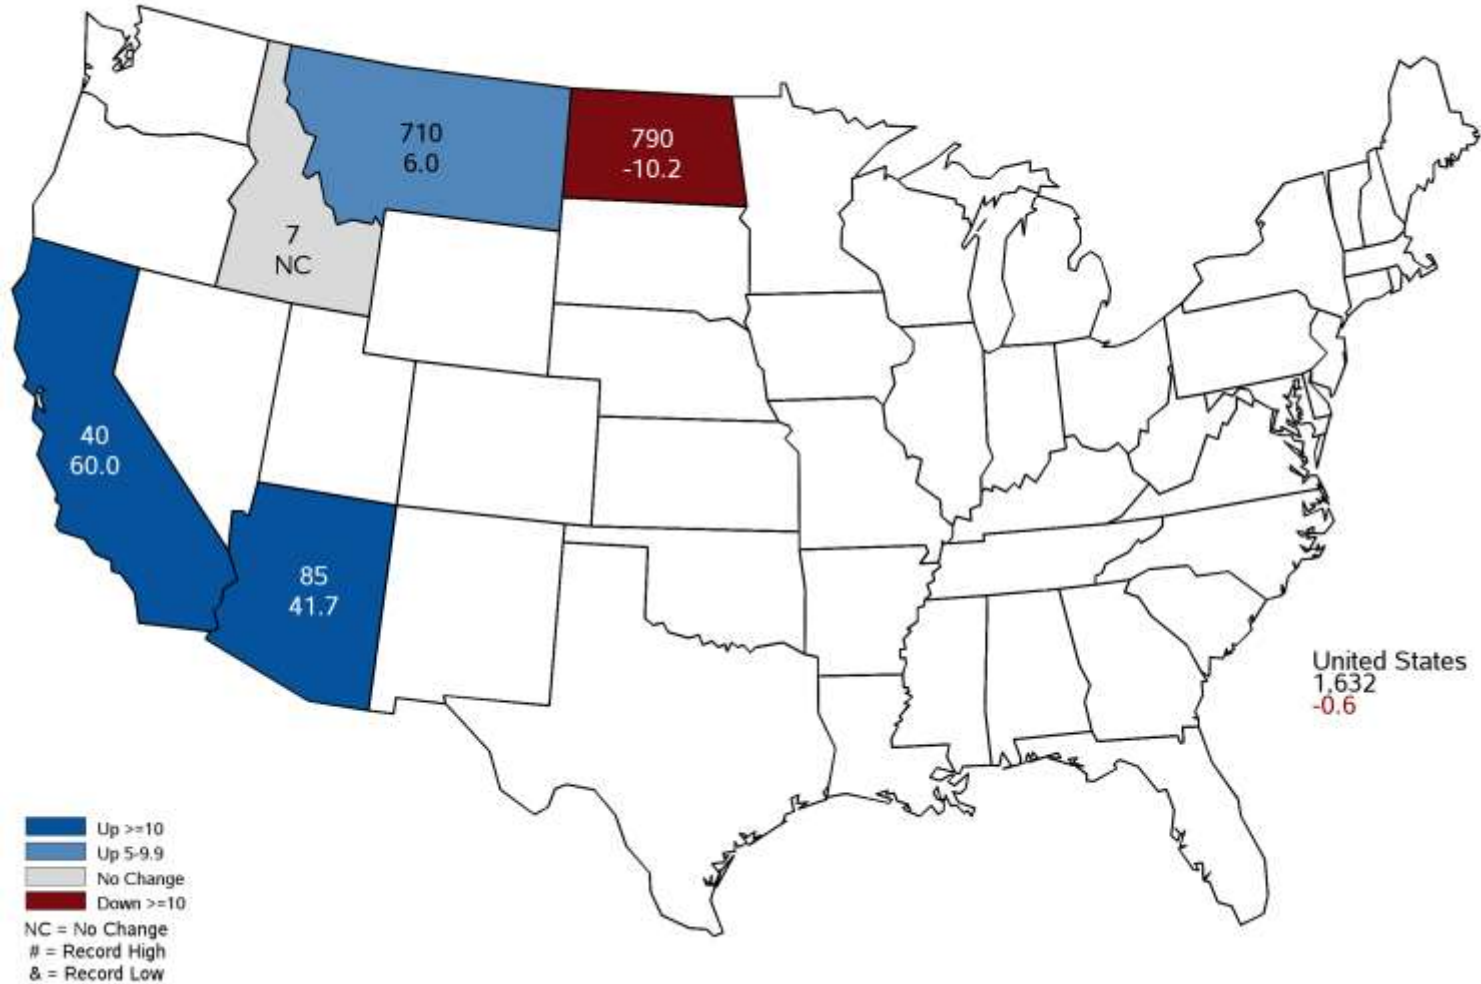 710
6.0
790
-10.2
7
NC
40
60.0
85
41.7
United States
1,632
-0.6
Up >=10
Up 5-9.9
No Change
Down >=10
NC = No Change
# = Record High
& = Record Low